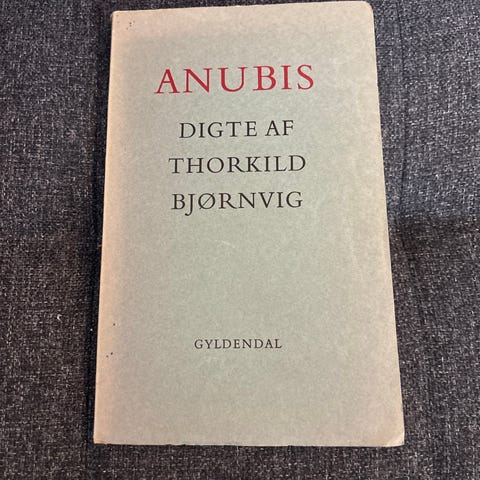 ANUBIS
DIGTE AF
THORKILD
BJØRNVIG
GYLDENDAL